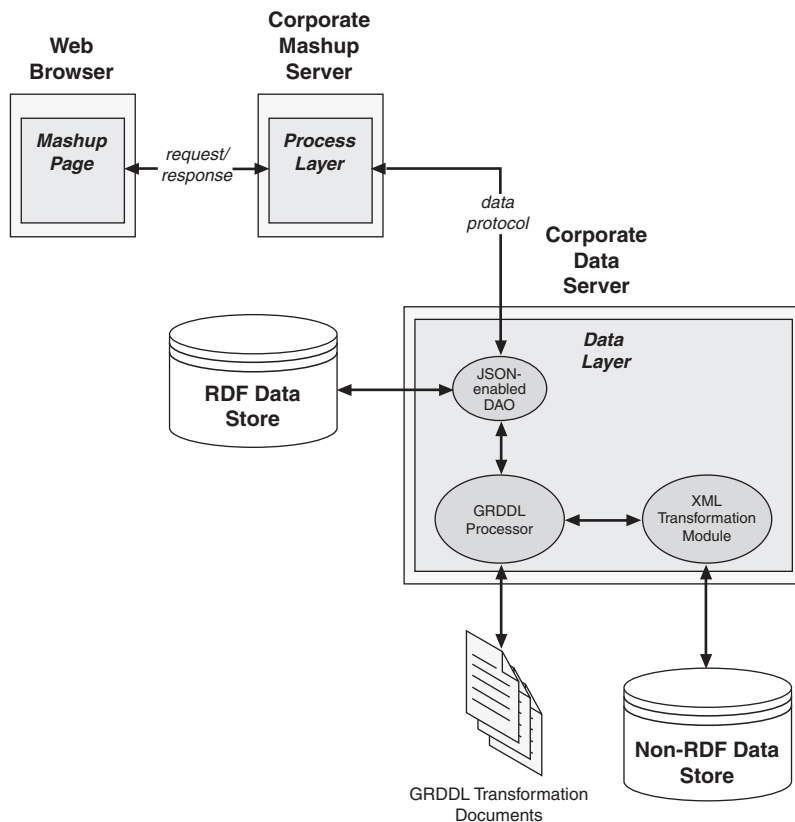 Web
Browser
Corporate
Mashup
Server
Mashup
Page
request/
response
Process
Layer
data
protocol
Corporate
Data
Server
Data
Layer
JSON-
enabled
DAO
RDF Data
Store
GRDDL
Processor
XML
Transformation
Module
Non-RDF Data
Store
GRDDL Transformation
Documents